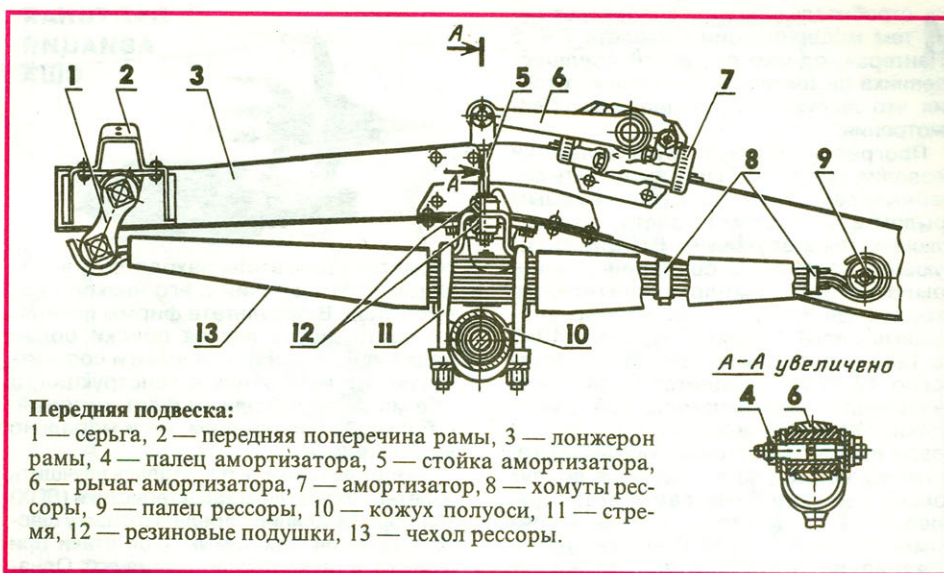 АВИАЦИЯ
США
А
1
2
3
5
6
7
8
9
А
13
12
11
10
А–А увеличено
4
6
Передняя подвеска:
1 — серьга, 2 — передняя поперечина рамы, 3 — лонжерон
рамы, 4 — палец амортизатора, 5 — стойка амортизатора,
6 — рычаг амортизатора, 7 — амортизатор, 8 — хомуты рес-
соры, 9 — палец рессоры, 10 — кожух полуоси, 11 — стре-
мя, 12 — резиновые подушки, 13 — чехол рессоры.